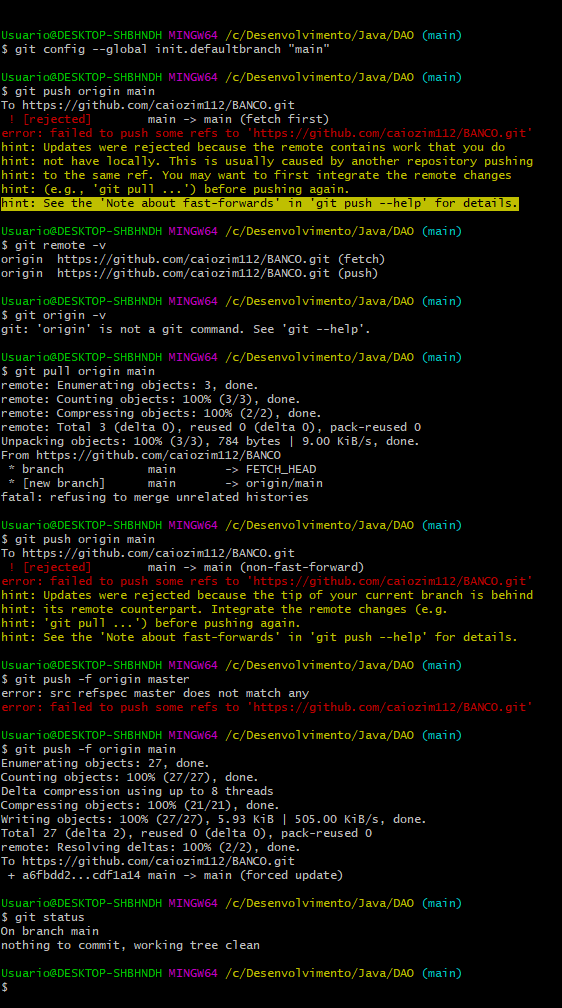 Usuario@DESKTOP-SHBHNDH MINGW64 /c/Desenvolvimento/Java/DAO (main)
$ git config --global init.defaultbranch "main"
Usuario@DESKTOP-SHBHNDH MINGW64 /c/Desenvolvimento/Java/DAO (main)
$ git push origin main
To https://github.com/caiozim112/BANCO.git
 ! [rejected]        main -> main (fetch first)
error: failed to push some refs to 'https://github.com/caiozim112/BANCO.git'
hint: Updates were rejected because the remote contains work that you do
hint: not have locally. This is usually caused by another repository pushing
hint: to the same ref. You may want to first integrate the remote changes
hint: (e.g., 'git pull ...') before pushing again.
hint: See the 'Note about fast-forwards' in 'git push --help' for details.
Usuario@DESKTOP-SHBHNDH MINGW64 /c/Desenvolvimento/Java/DAO (main)
$ git remote -v
origin  https://github.com/caiozim112/BANCO.git (fetch)
origin  https://github.com/caiozim112/BANCO.git (push)
Usuario@DESKTOP-SHBHNDH MINGW64 /c/Desenvolvimento/Java/DAO (main)
$ git origin -v
git: 'origin' is not a git command. See 'git --help'.
Usuario@DESKTOP-SHBHNDH MINGW64 /c/Desenvolvimento/Java/DAO (main)
$ git pull origin main
remote: Enumerating objects: 3, done.
remote: Counting objects: 100% (3/3), done.
remote: Compressing objects: 100% (2/2), done.
remote: Total 3 (delta 0), reused 0 (delta 0), pack-reused 0
Unpacking objects: 100% (3/3), 784 bytes | 9.00 KiB/s, done.
From https://github.com/caiozim112/BANCO
 * branch            main       -> FETCH_HEAD
 * [new branch]      main       -> origin/main
fatal: refusing to merge unrelated histories
Usuario@DESKTOP-SHBHNDH MINGW64 /c/Desenvolvimento/Java/DAO (main)
$ git push origin main
To https://github.com/caiozim112/BANCO.git
 ! [rejected]        main -> main (non-fast-forward)
error: failed to push some refs to 'https://github.com/caiozim112/BANCO.git'
hint: Updates were rejected because the tip of your current branch is behind
hint: its remote counterpart. Integrate the remote changes (e.g.
hint: 'git pull ...') before pushing again.
hint: See the 'Note about fast-forwards' in 'git push --help' for details.
Usuario@DESKTOP-SHBHNDH MINGW64 /c/Desenvolvimento/Java/DAO (main)
$ git push -f origin master
error: src refspec master does not match any
error: failed to push some refs to 'https://github.com/caiozim112/BANCO.git'
Usuario@DESKTOP-SHBHNDH MINGW64 /c/Desenvolvimento/Java/DAO (main)
$ git push -f origin main
Enumerating objects: 27, done.
Counting objects: 100% (27/27), done.
Delta compression using up to 8 threads
Compressing objects: 100% (21/21), done.
Writing objects: 100% (27/27), 5.93 KiB | 505.00 KiB/s, done.
Total 27 (delta 2), reused 0 (delta 0), pack-reused 0
remote: Resolving deltas: 100% (2/2), done.
To https://github.com/caiozim112/BANCO.git
 + a6fbdd2...cdf1a14 main -> main (forced update)
Usuario@DESKTOP-SHBHNDH MINGW64 /c/Desenvolvimento/Java/DAO (main)
$ git status
On branch main
nothing to commit, working tree clean
Usuario@DESKTOP-SHBHNDH MINGW64 /c/Desenvolvimento/Java/DAO (main)
$